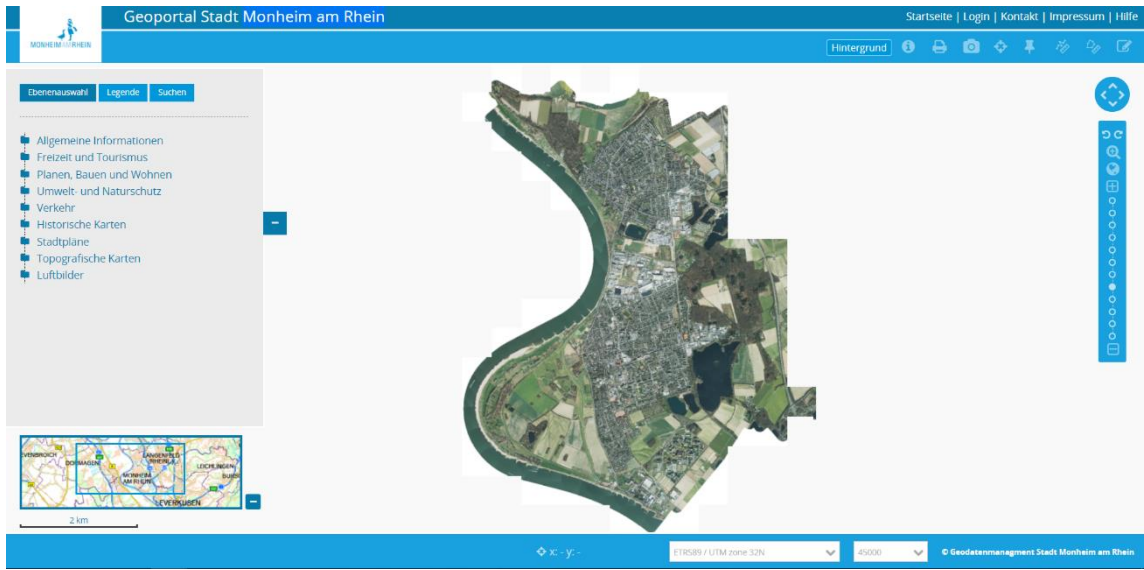 Geoportal Stadt Monheim am Rhein
Startseite | Login | Kontakt | Impressum | Hilfe
MONHEIM AM RHEIN
Hintergrund
Ebenenauswahl Legende Suchen
Allgemeine Informationen
Freizeit und Tourismus
Planen, Bauen und Wohnen
Umwelt- und Naturschutz
Verkehr
Historische Karten
Stadtpläne
Topografische Karten
Luftbilder
DORMAGEN
LANGENFELD
LEICHLINGEN
MONHEIM
AM RHEIN
LEVERKUSEN
2 km
x: - y: -
ETRS89 / UTM zone 32N
45000
© Geodatenmanagment Stadt Monheim am Rhein